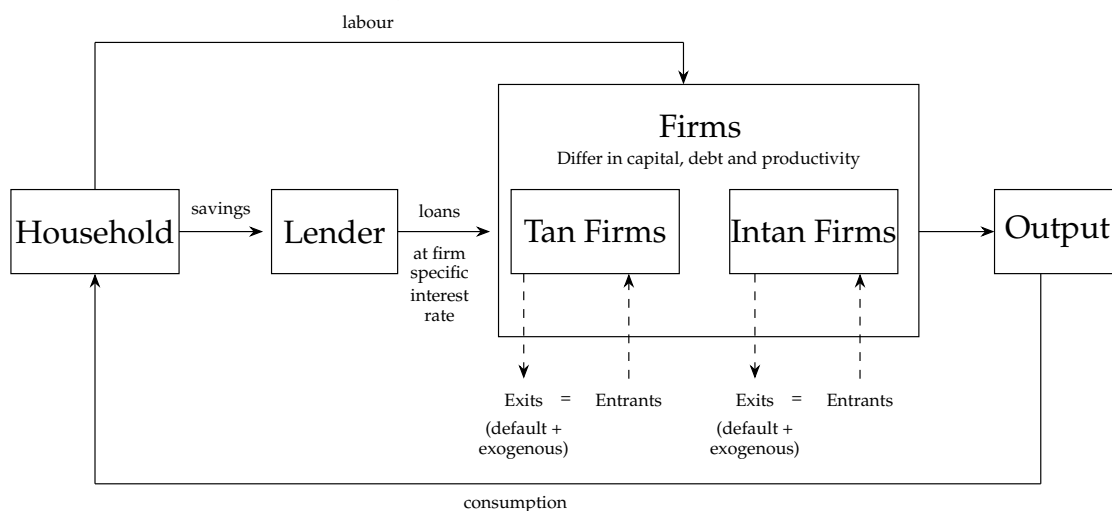 labour
Firms
Differ in capital, debt and productivity
Household
savings
Lender
loans
at firm
specific
interest
rate
Tan Firms
Intan Firms
Output
Exits = Entrants
(default +
exogenous)
Exits = Entrants
(default +
exogenous)
consumption